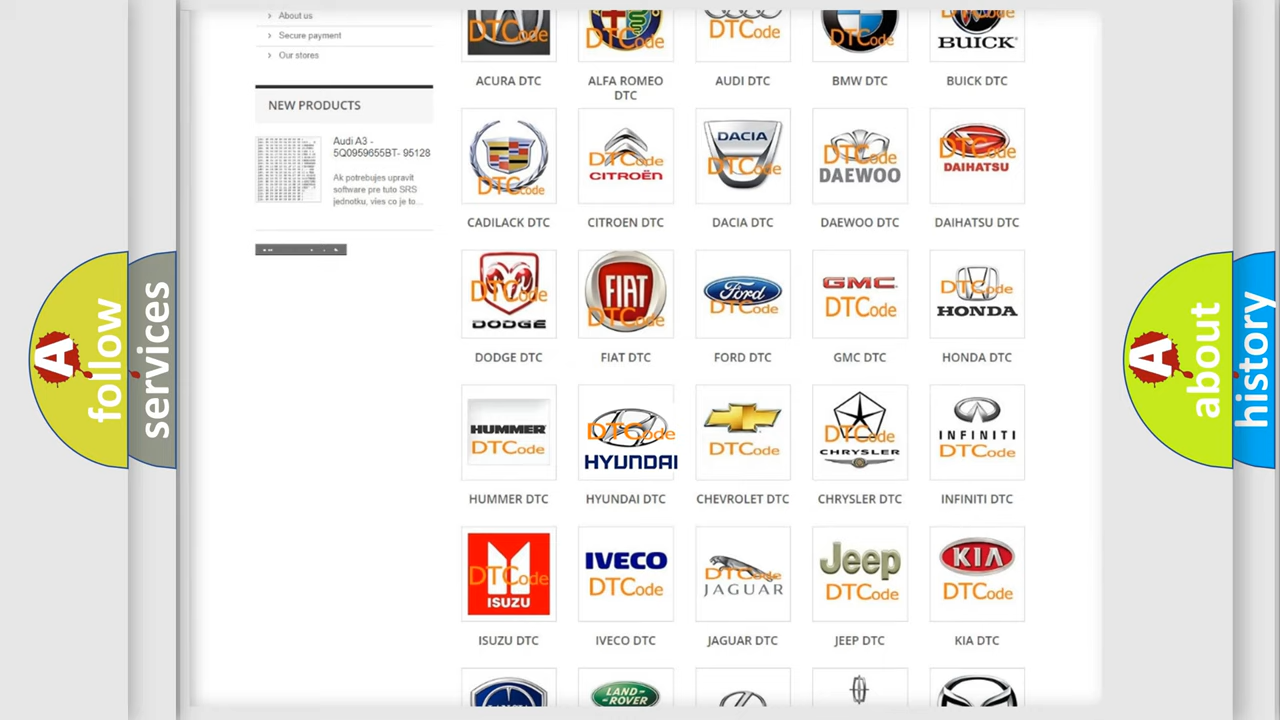 About us
Secure payment
Our stores
NEW PRODUCTS
Audi A3 -
5Q0959655BT- 95128
Ak potrebujes upravit
software pre tuto SRS
jednotku, vies co je to...
DTCode
DTCode
DTCode
DTCode
BUICK
ACURA DTC
ALFA ROMEO
DTC
AUDI DTC
BMW DTC
BUICK DTC
DTCode
DTCode
CITROËN
DACIA
DTCode
DTCode
DAEWOO
DTCode
DAIHATSU
CADILACK DTC
CITROEN DTC
DACIA DTC
DAEWOO DTC
DAIHATSU DTC
DTCode
DODGE
FIAT
DTCode
Ford
DTCode
GMC
DTCode
DTCode
HONDA
DODGE DTC
FIAT DTC
FORD DTC
GMC DTC
HONDA DTC
HUMMER
DTCode
DTCode
HYUNDAI
DTCode
DTCode
CHRYSLER
INFINITI
DTCode
HUMMER DTC
HYUNDAI DTC
CHEVROLET DTC
CHRYSLER DTC
INFINITI DTC
DTCode
ISUZU
IVECO
DTCode
DTCode
JAGUAR
Jeep
DTCode
KIA
DTCode
ISUZU DTC
IVECO DTC
JAGUAR DTC
JEEP DTC
KIA DTC
LAND-
ROVER
A
follow
services
A
about
history